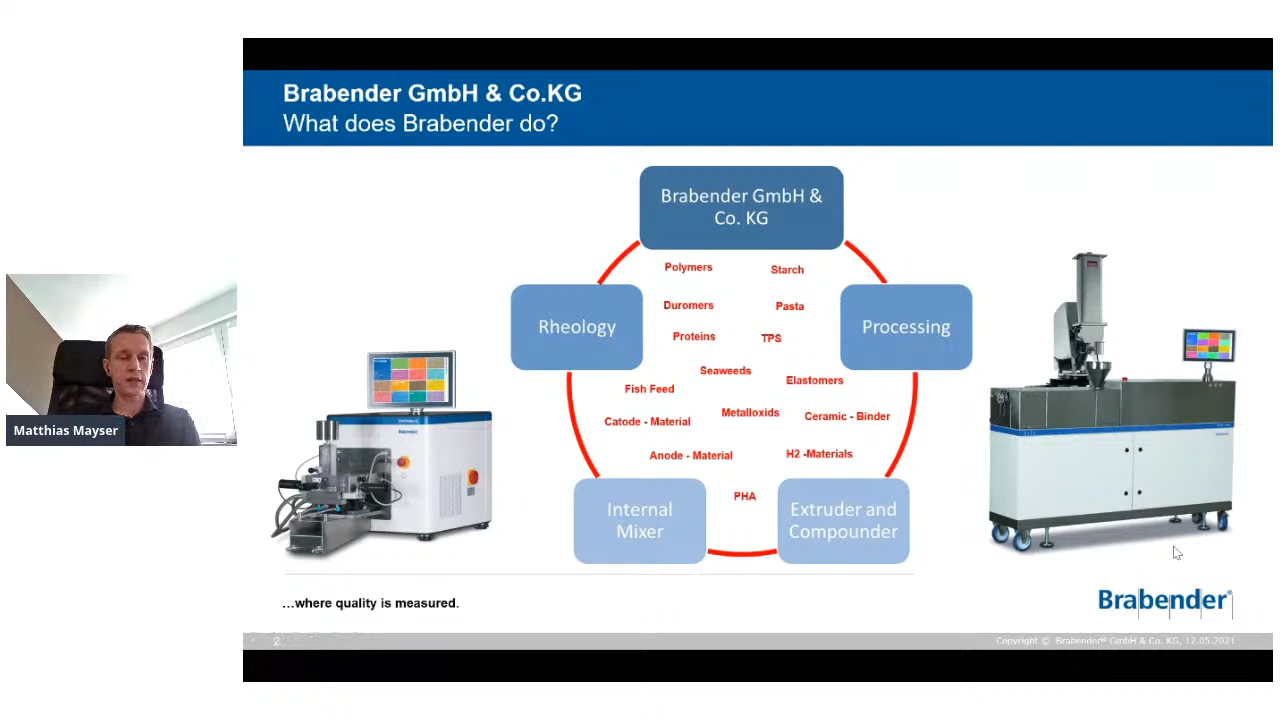 Brabender GmbH & Co.KG
What does Brabender do?
Brabender GmbH &
Co. KG
Polymers
Starch
Duromers
Pasta
Rheology
Processing
Proteins
TPS
Seaweeds
Elastomers
Fish Feed
Metalloxids
Ceramic - Binder
Catode - Material
Anode - Material
H2 -Materials
PHA
Internal
Mixer
Extruder and
Compounder
Matthias Mayser
…where quality is measured.
Brabender®
2
Copyright © Brabender® GmbH & Co. KG, 12.05.2021